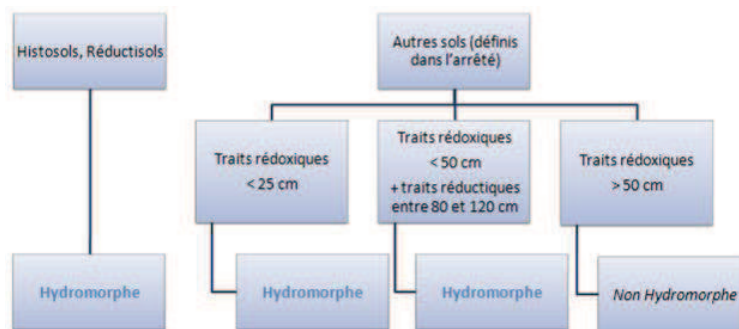 Histosols, Réductisols
Autres sols (définis
dans l'arrêté)
Traits rédoxiques
< 25 cm
Traits rédoxiques
< 50 cm
+ traits réductiques
entre 80 et 120 cm
Traits rédoxiques
> 50 cm
Hydromorphe
Hydromorphe
Hydromorphe
Non Hydromorphe